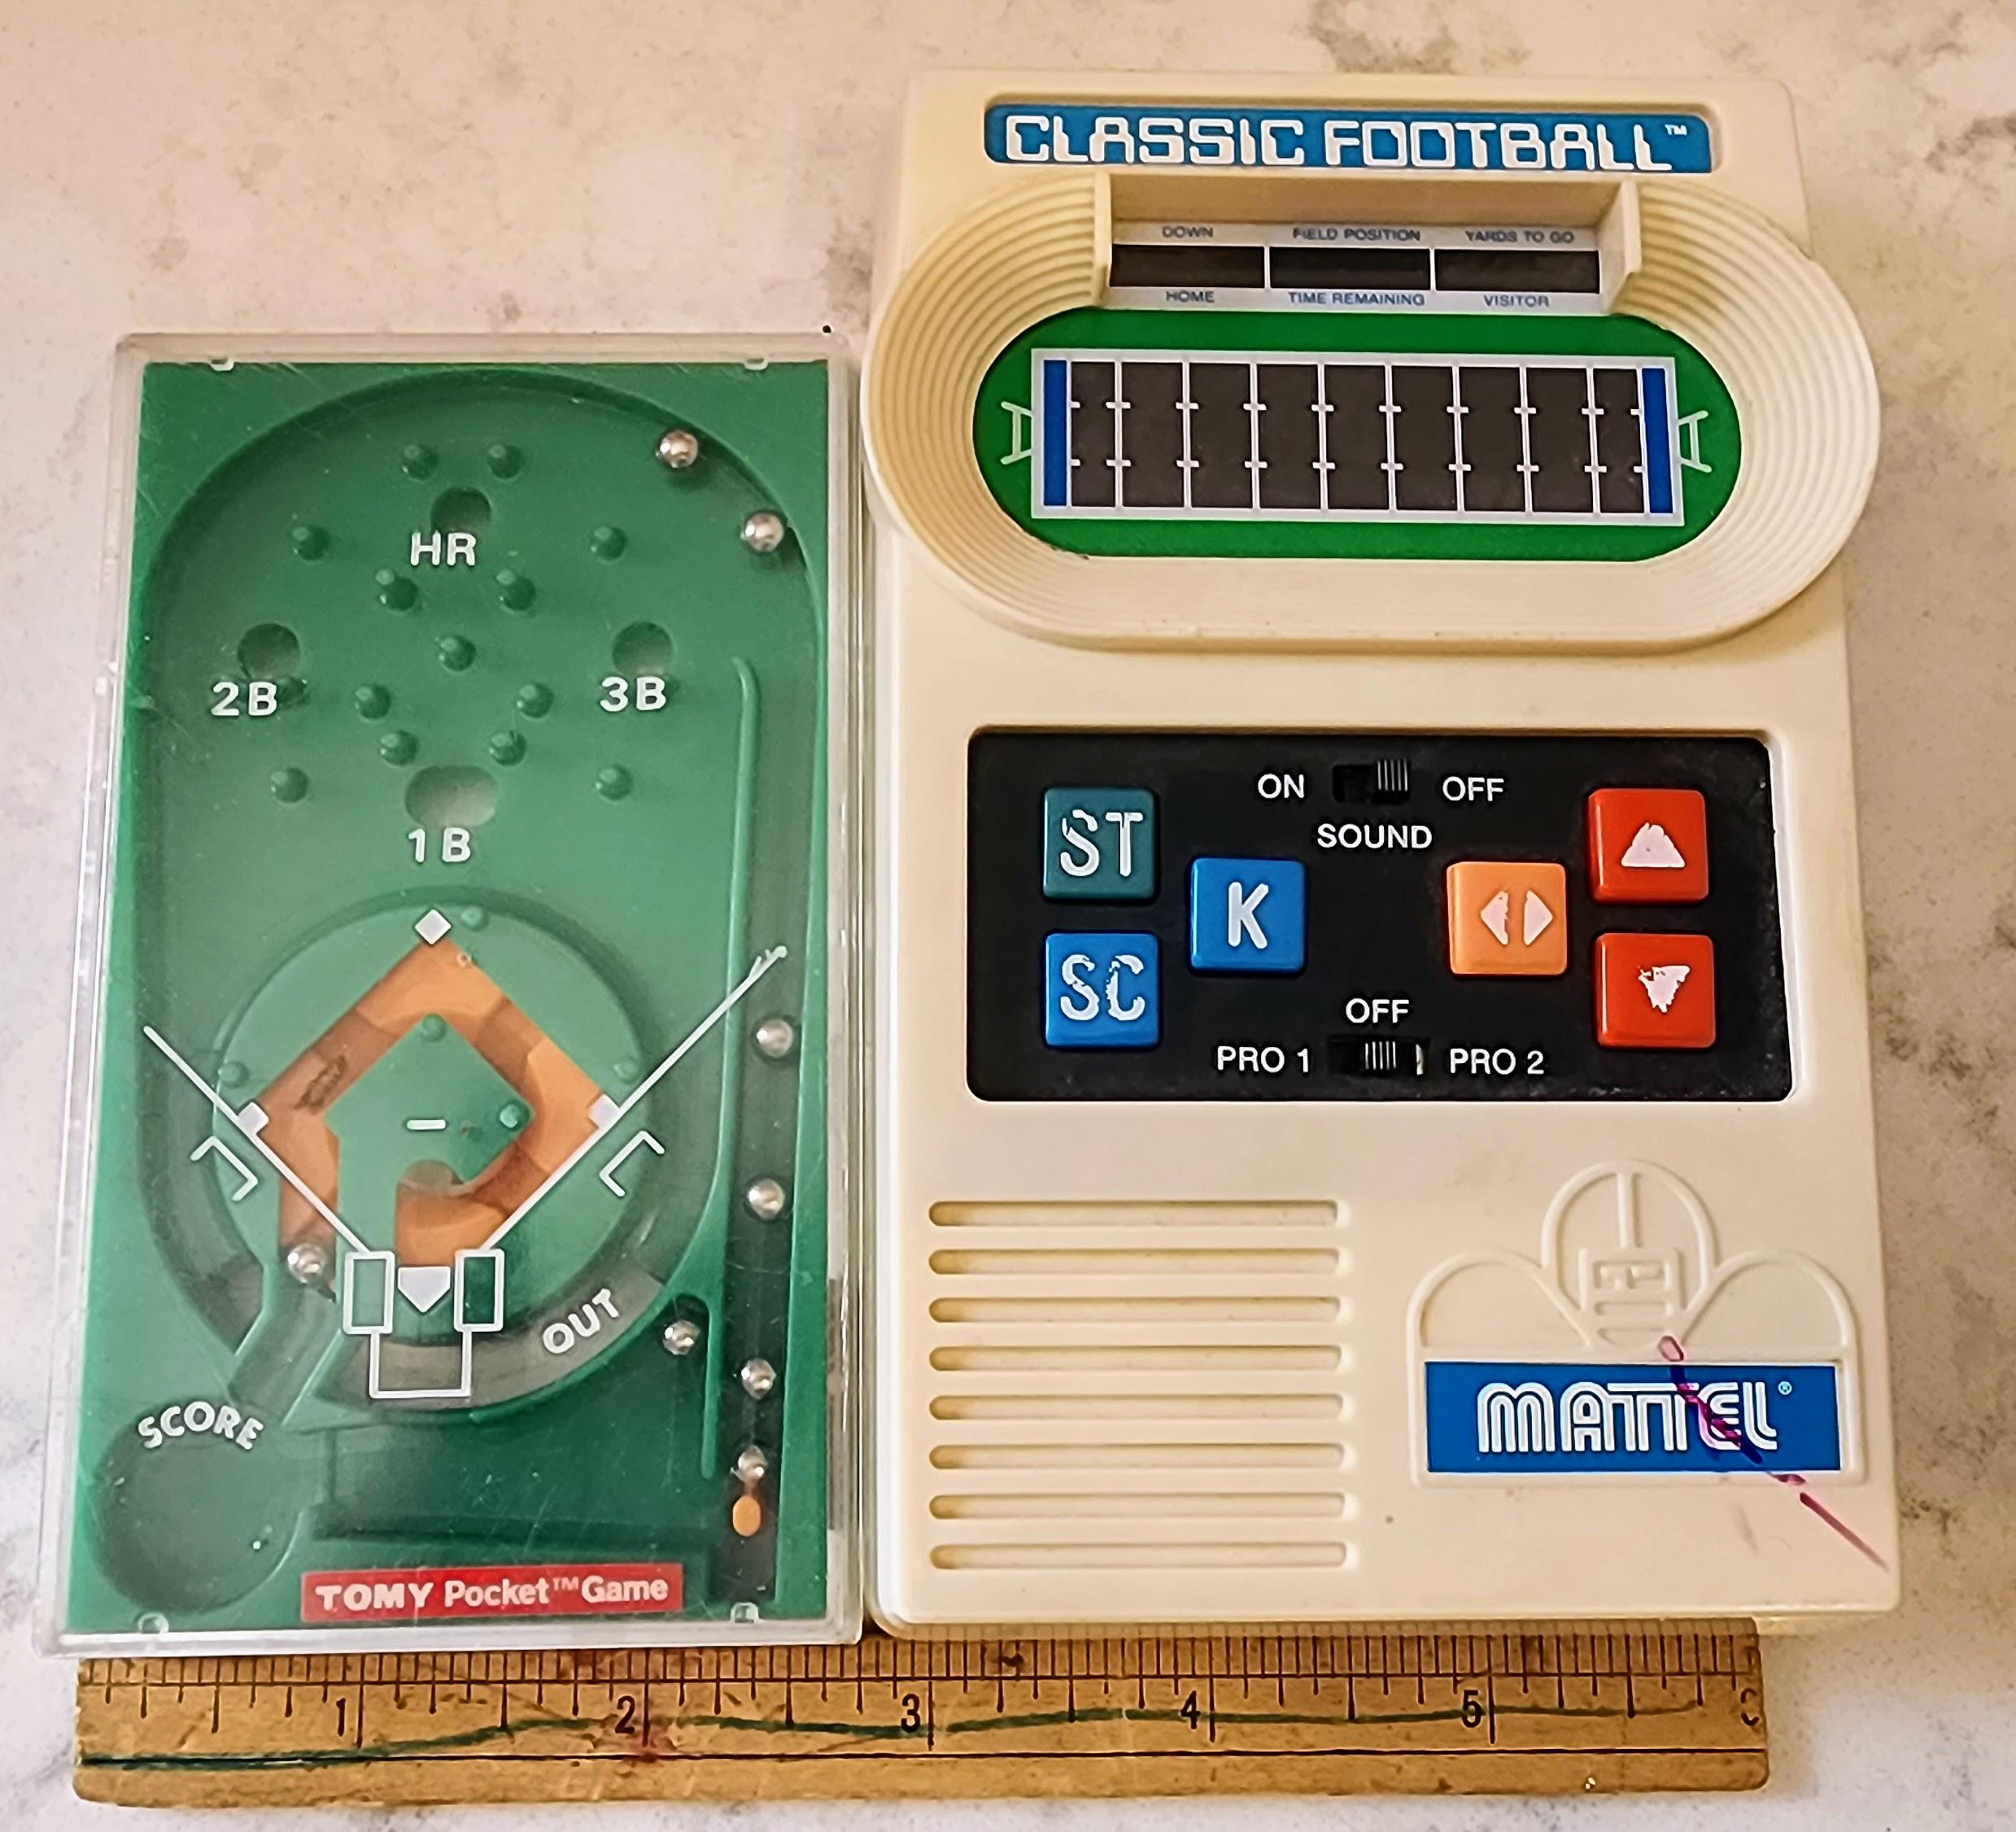 HR
2B 3B
1B
OUT
SCORE
TOMY Pocket™ Game
CLASSIC FOOTBALL™
DOWN FIELD POSITION YARDS TO GO
HOME TIME REMAINING VISITOR
ON OFF
SOUND
ST
K
SC
OFF
PRO 1 PRO 2
MATTEL®
1 2 3 4 5